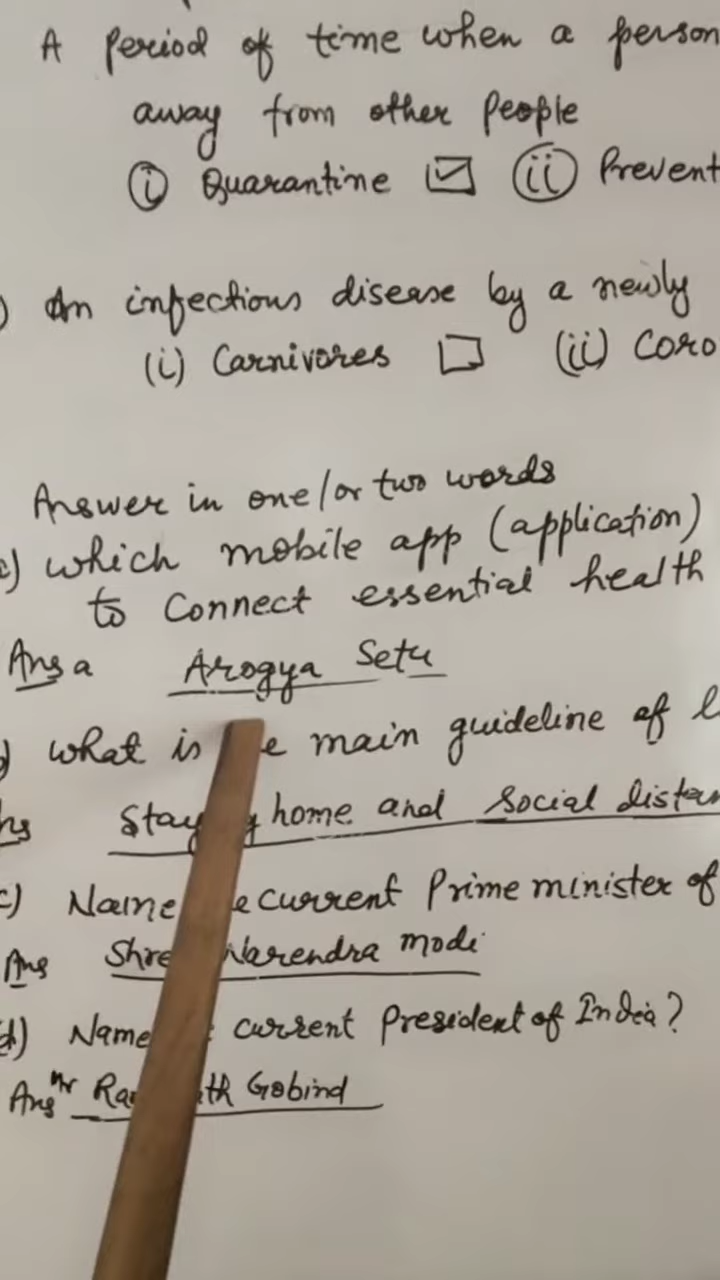 A period of time when a person
away from other people
(i) Quarantine ☑ (ii) Prevent
) An infectious disease by a newly
(i) Carnivores ☐ (ii) Coro
Answer in one/or two words
) which mobile app (application)
to connect essential health
Ans a Arogya Setu
) what is e main guideline of l
ns Stay home and Social distan
c) Name e current Prime minister of
Ans Shre Narendra modi
d) Name current President of India?
Ans Mr Ra th Gobind